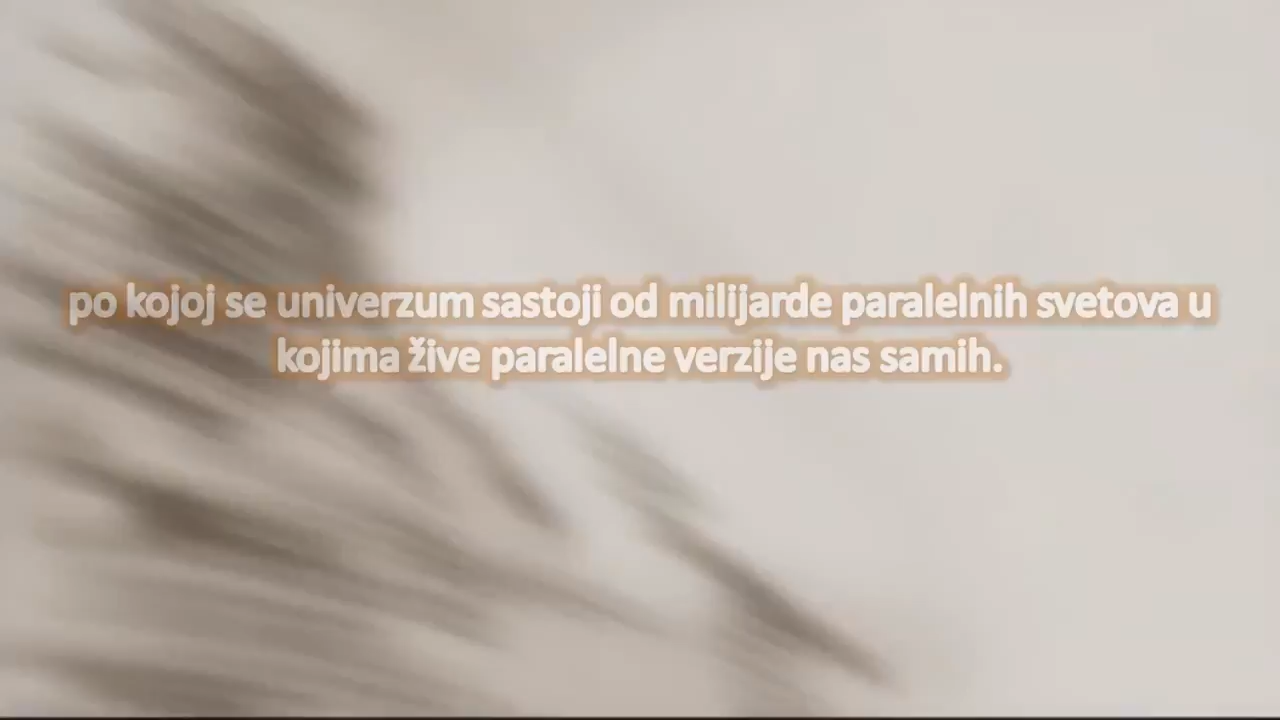 po kojoj se univerzum sastoji od milijarde paralelnih svetova u
kojima žive paralelne verzije nas samih.